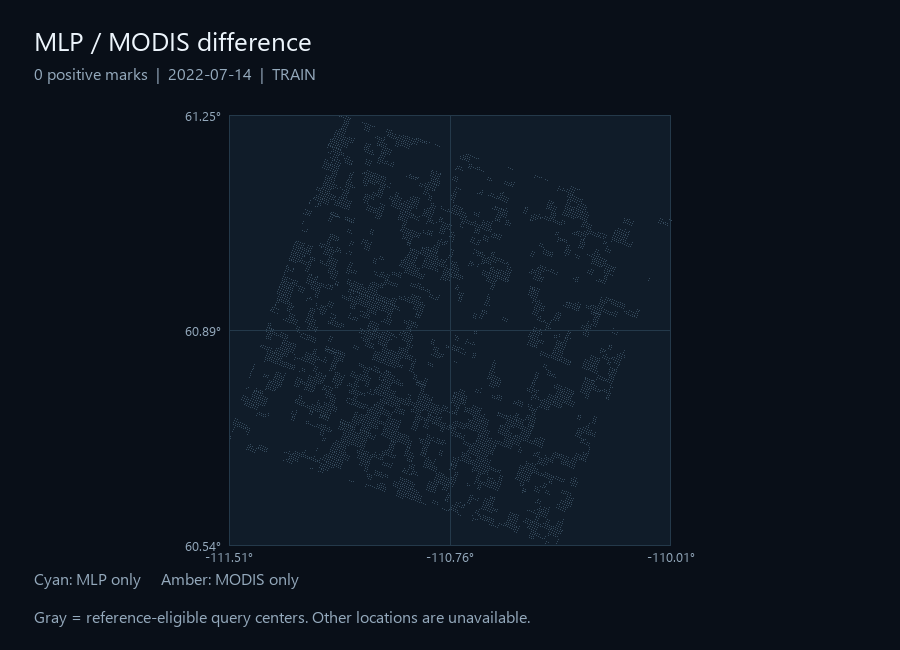 MLP / MODIS difference
0 positive marks | 2022-07-14 | TRAIN
61.25°
60.89°
60.54°
-111.51° -110.76° -110.01°
Cyan: MLP only Amber: MODIS only
Gray = reference-eligible query centers. Other locations are unavailable.